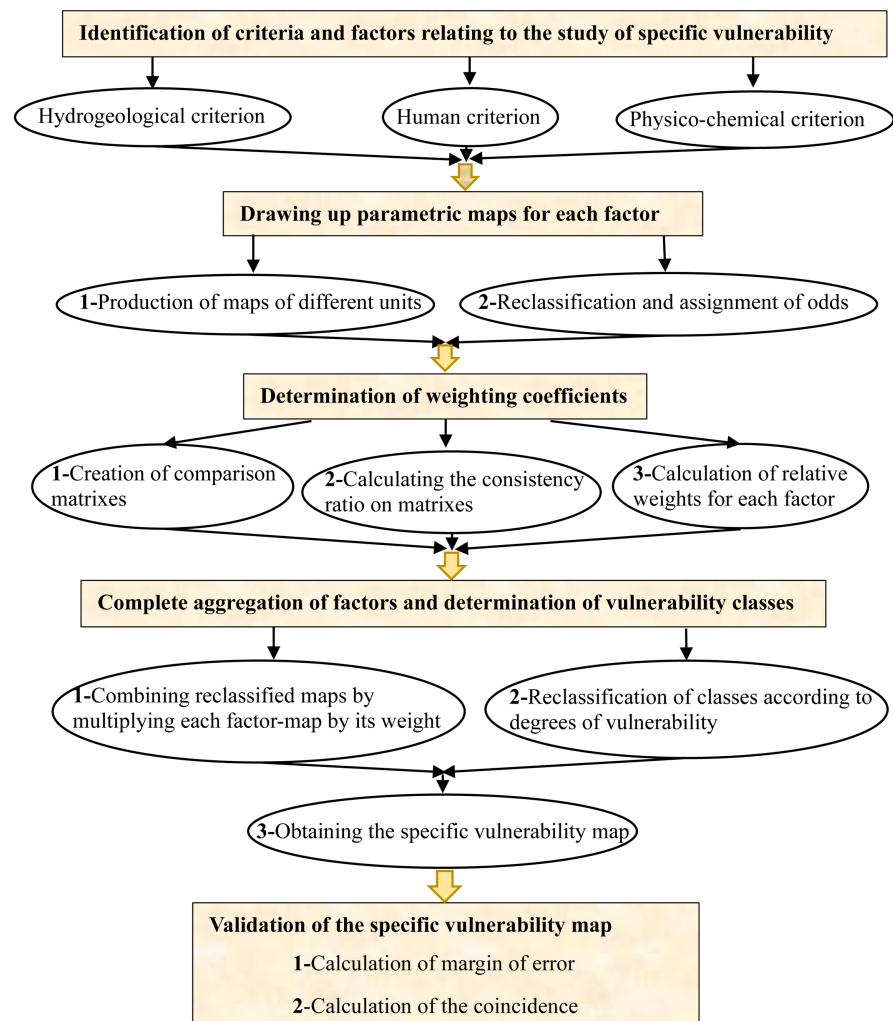 Identification of criteria and factors relating to the study of specific vulnerability
Hydrogeological criterion
Human criterion
Physico-chemical criterion
Drawing up parametric maps for each factor
1-Production of maps of different units
2-Reclassification and assignment of odds
Determination of weighting coefficients
1-Creation of comparison
matrixes
2-Calculating the consistency
ratio on matrixes
3-Calculation of relative
weights for each factor
Complete aggregation of factors and determination of vulnerability classes
1-Combining reclassified maps by
multiplying each factor-map by its weight
2-Reclassification of classes according to
degrees of vulnerability
3-Obtaining the specific vulnerability map
Validation of the specific vulnerability map
1-Calculation of margin of error
2-Calculation of the coincidence